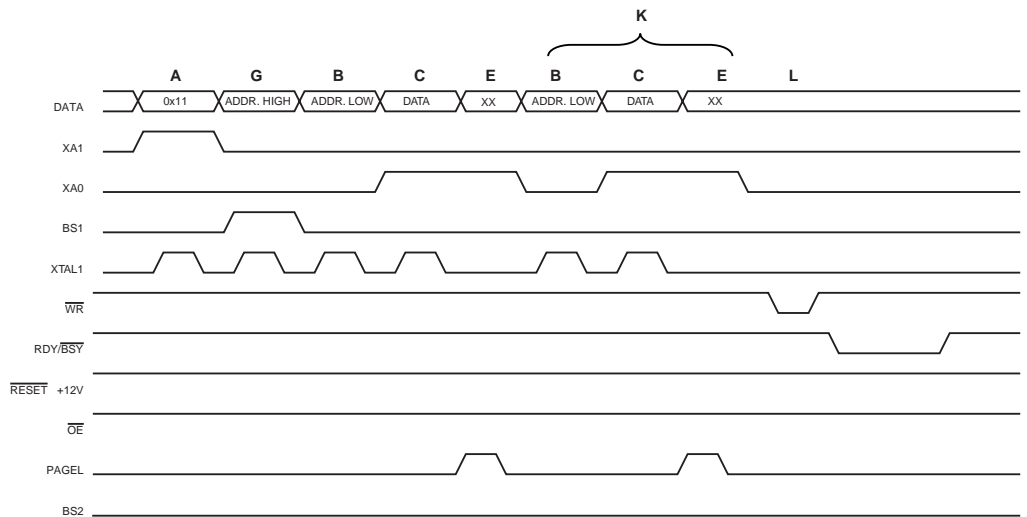 K
A G B C E B C E L
DATA 0x11 ADDR. HIGH ADDR. LOW DATA XX ADDR. LOW DATA XX
XA1
XA0
BS1
XTAL1
WR
RDY/BSY
RESET +12V
OE
PAGEL
BS2